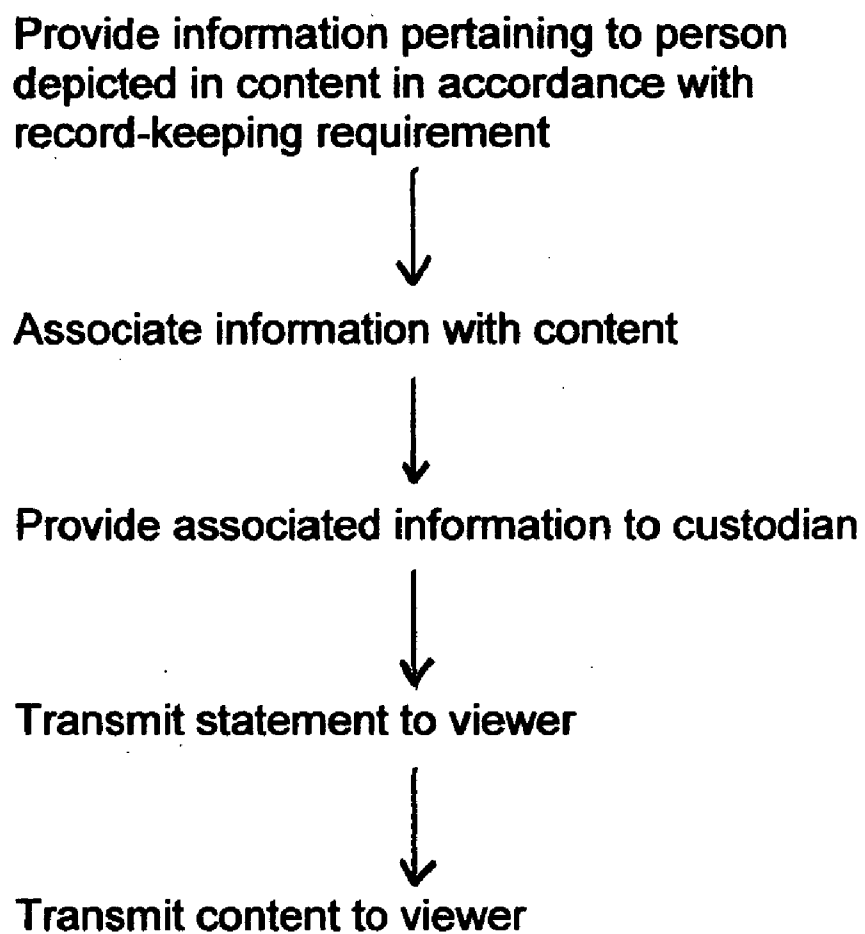 Provide information pertaining to person
depicted in content in accordance with
record-keeping requirement
Associate information with content
Provide associated information to custodian
Transmit statement to viewer
Transmit content to viewer